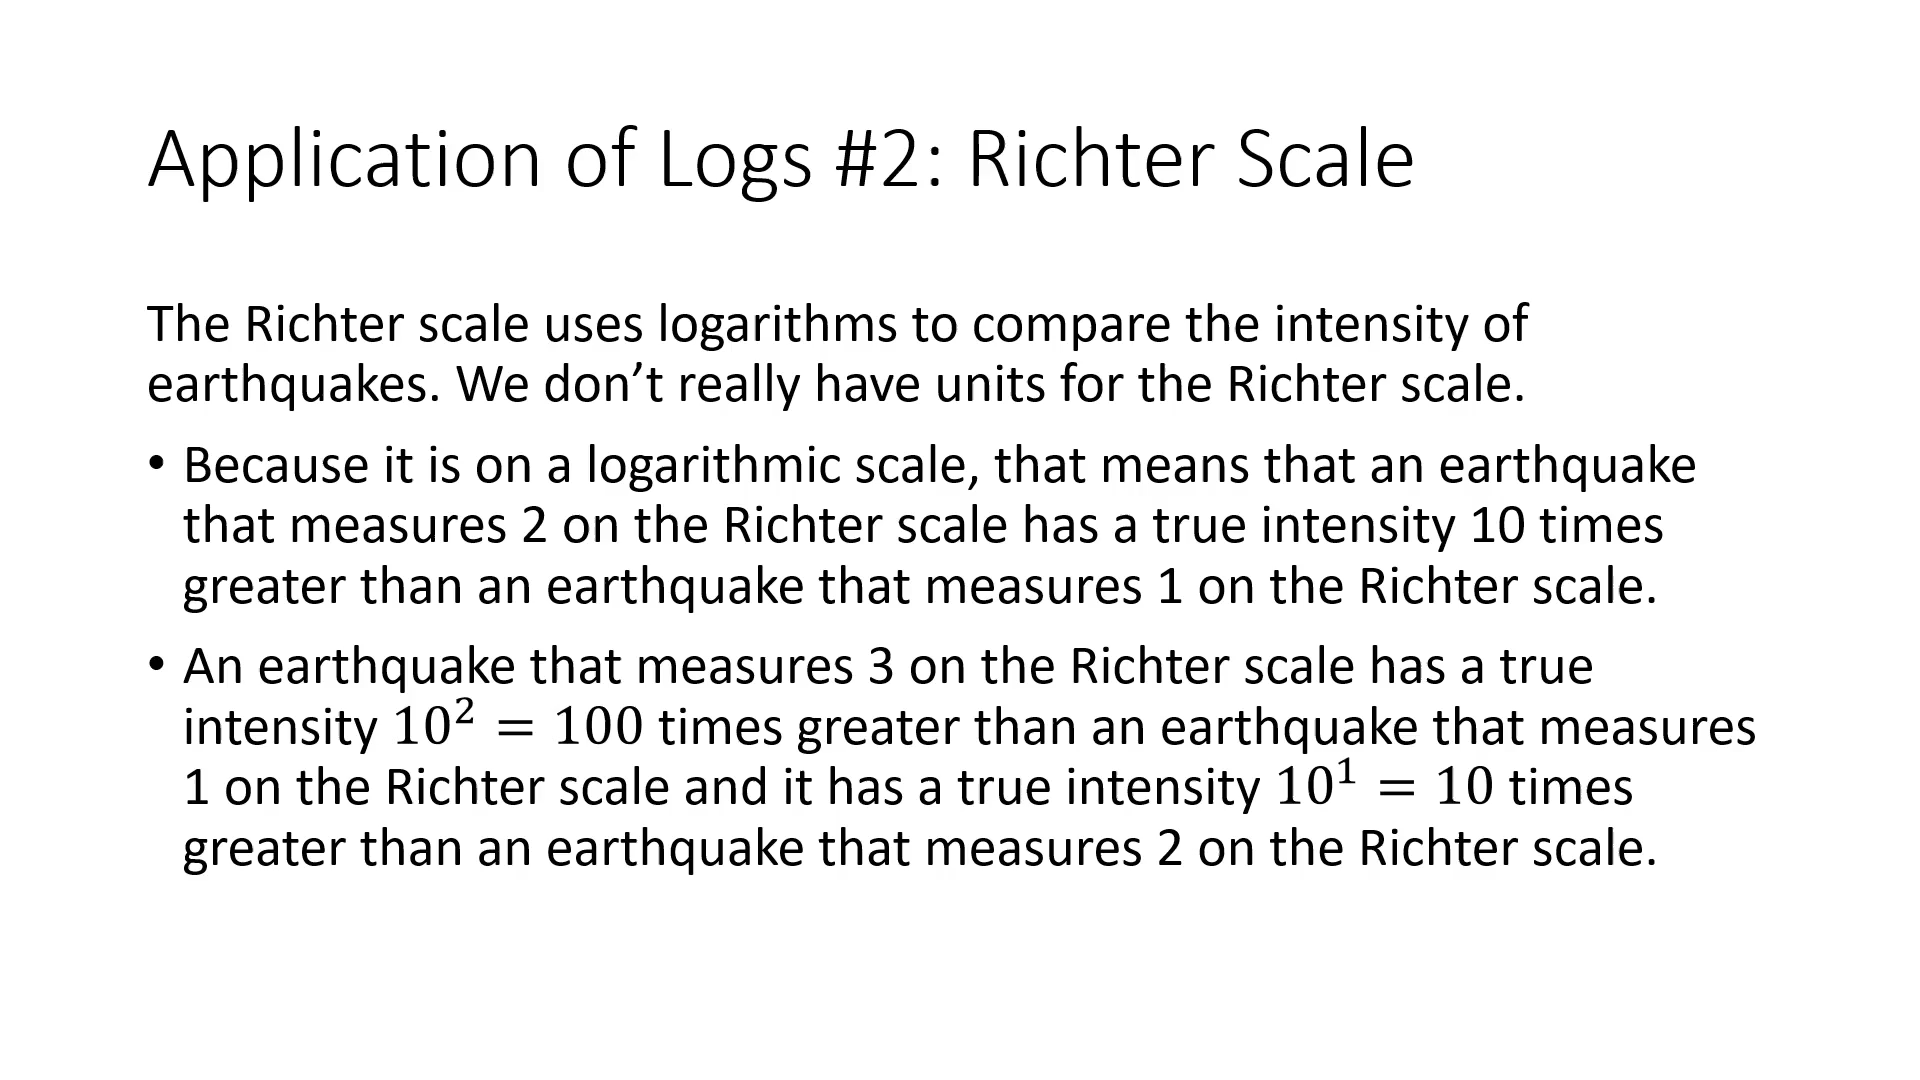 Application of Logs #2: Richter Scale
The Richter scale uses logarithms to compare the intensity of
earthquakes. We don’t really have units for the Richter scale.
• Because it is on a logarithmic scale, that means that an earthquake
that measures 2 on the Richter scale has a true intensity 10 times
greater than an earthquake that measures 1 on the Richter scale.
• An earthquake that measures 3 on the Richter scale has a true
intensity 10² = 100 times greater than an earthquake that measures
1 on the Richter scale and it has a true intensity 10¹ = 10 times
greater than an earthquake that measures 2 on the Richter scale.